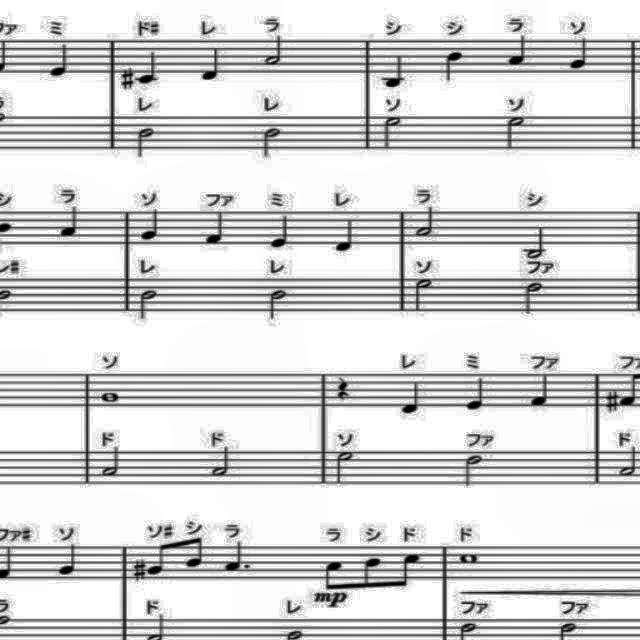 ファ ミ ド# レ ラ シ シ ラ ソ
ラ レ レ ソ ソ
シ ラ ソ ファ ミ レ ラ シ
レ# レ レ ソ ファ
ソ レ ミ ファ ファ
ド ド ソ ファ ド
ファ# ソ ソ# シ ラ ラ シ ド ド
mp
ラ ド レ ファ ファ